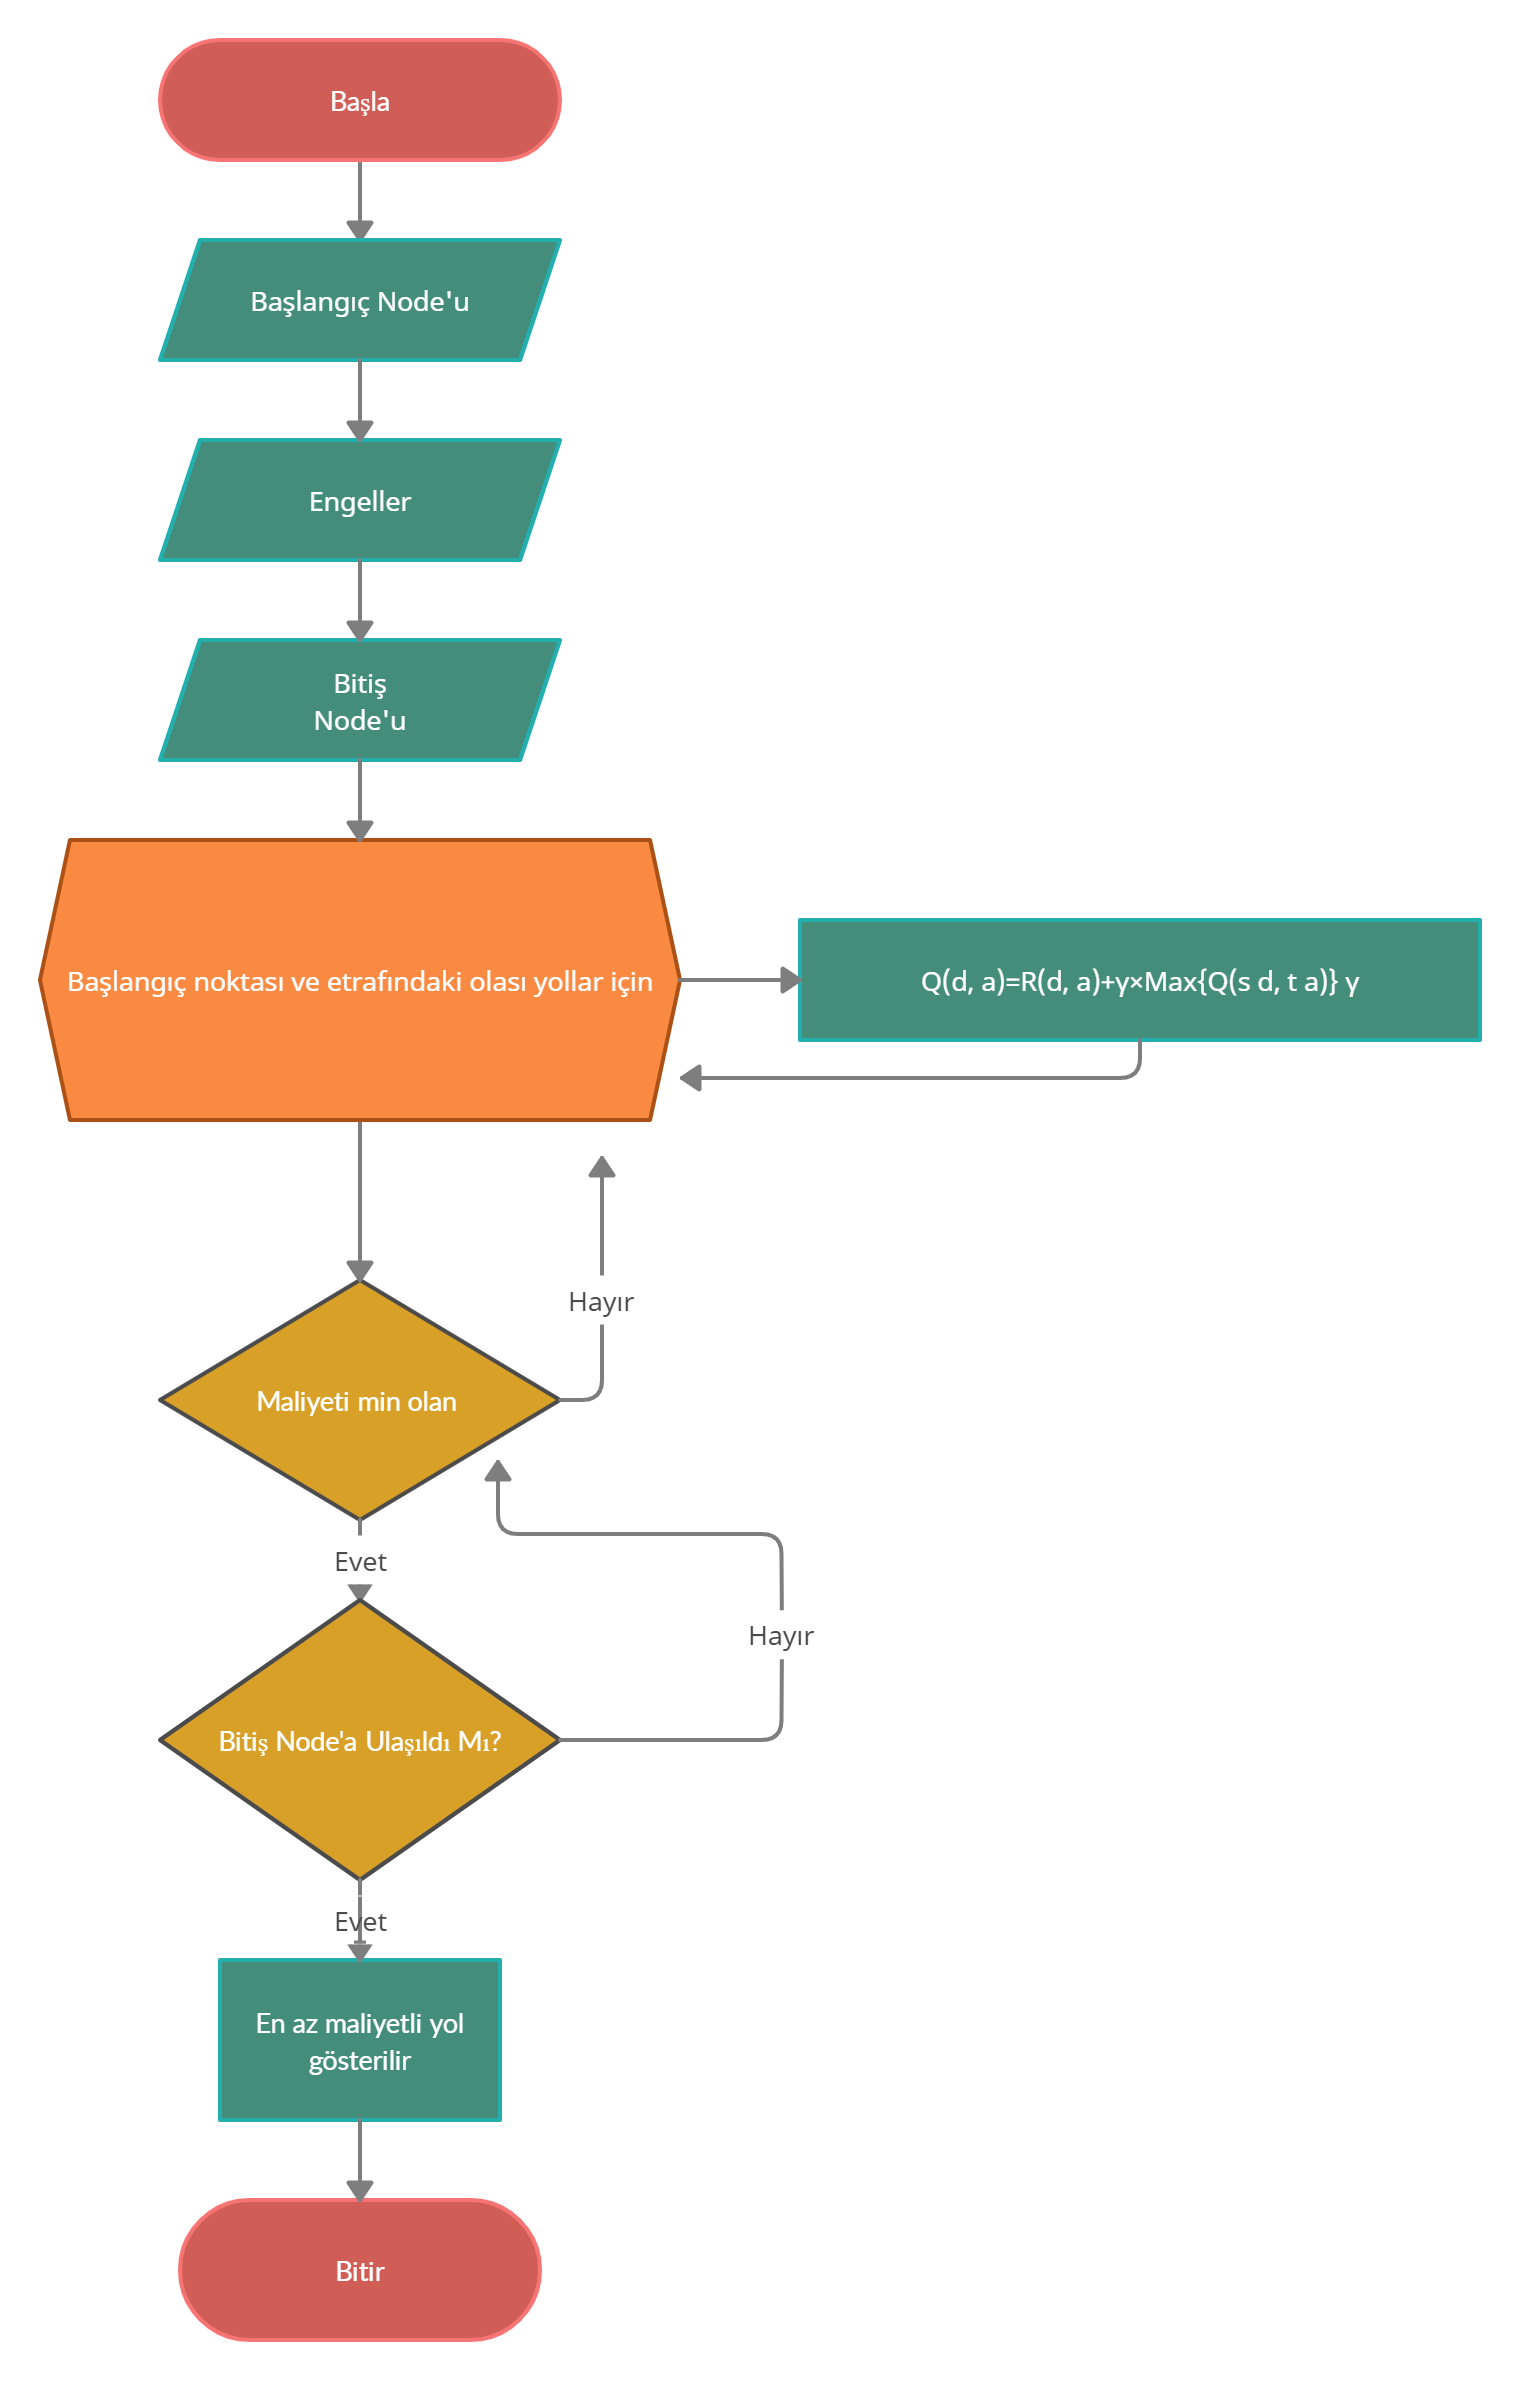 Başla
Başlangıç Node'u
Engeller
Bitiş
Node'u
Başlangıç noktası ve etrafındaki olası yollar için
Q(d, a)=R(d, a)+γ×Max{Q(s d, t a)} γ
Hayır
Maliyeti min olan
Evet
Hayır
Bitiş Node'a Ulaşıldı Mı?
Evet
En az maliyetli yol
gösterilir
Bitir